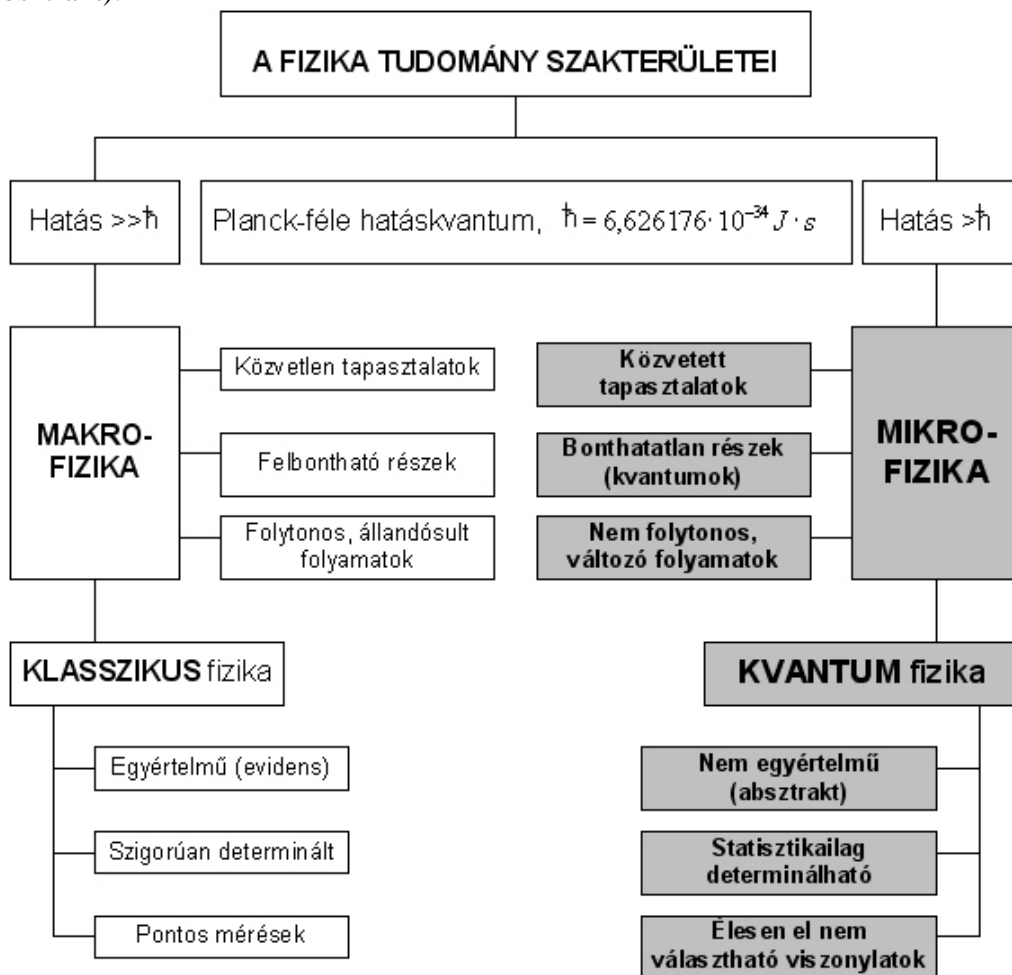 A FIZIKA TUDOMÁNY SZAKTERÜLETEI
Hatás >>ħ
Planck-féle hatáskvantum, ħ = 6,626176·10⁻³⁴ J·s
Hatás >ħ
MAKRO-
FIZIKA
Közvetlen tapasztalatok
Felbontható részek
Folytonos, állandósult
folyamatok
Közvetett
tapasztalatok
Bonthatatlan részek
(kvantumok)
Nem folytonos,
változó folyamatok
MIKRO-
FIZIKA
KLASSZIKUS fizika
Egyértelmű (evidens)
Szigorúan determinált
Pontos mérések
KVANTUM fizika
Nem egyértelmű
(absztrakt)
Statisztikailag
determinálható
Élesen el nem
választható viszonylatok